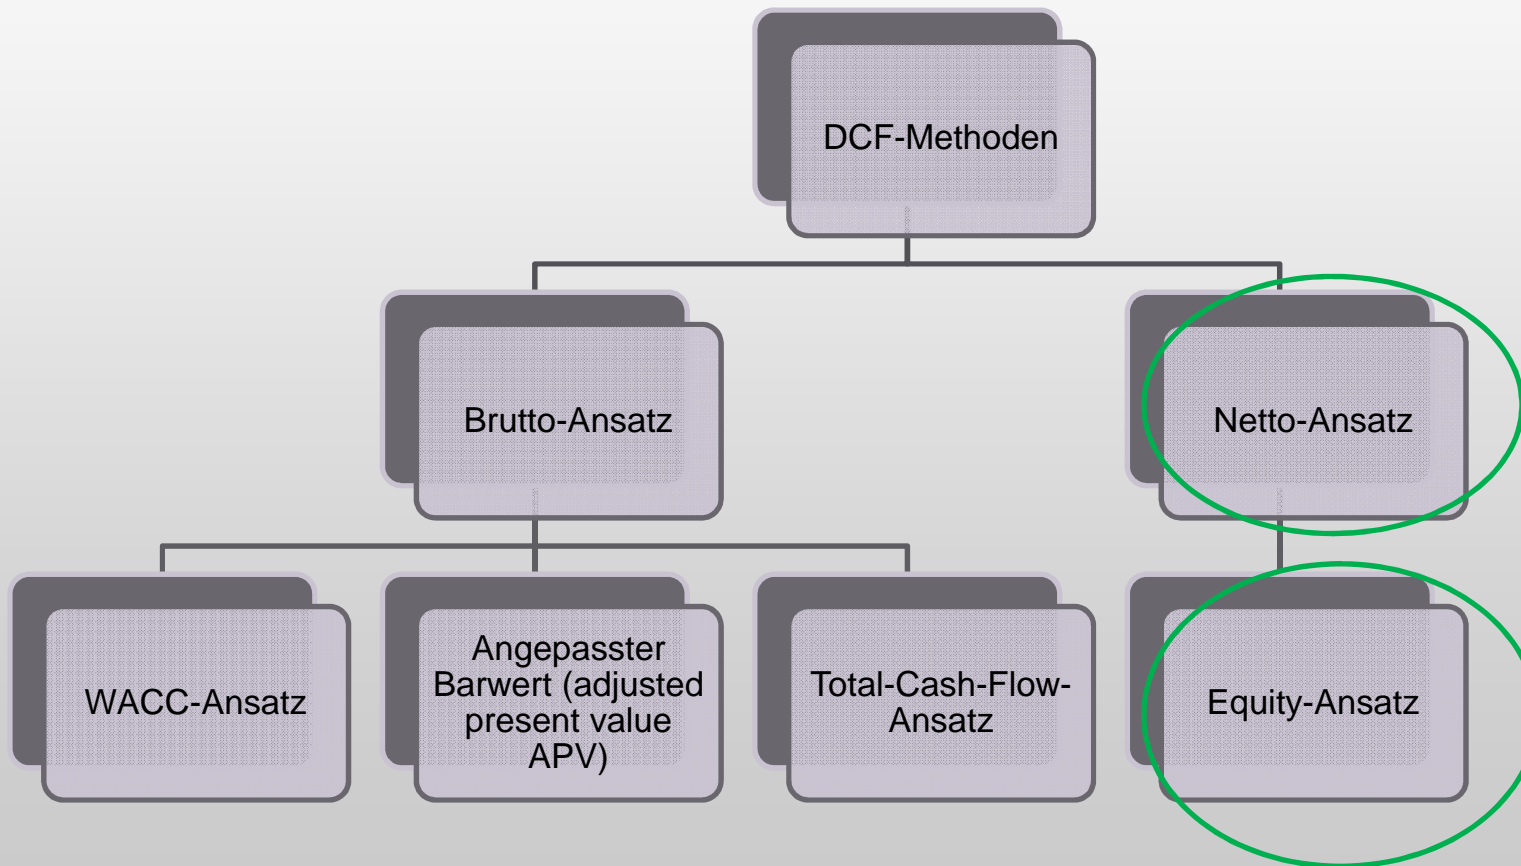 DCF-Methoden
Brutto-Ansatz
Netto-Ansatz
WACC-Ansatz
Angepasster
Barwert (adjusted
present value
APV)
Total-Cash-Flow-
Ansatz
Equity-Ansatz